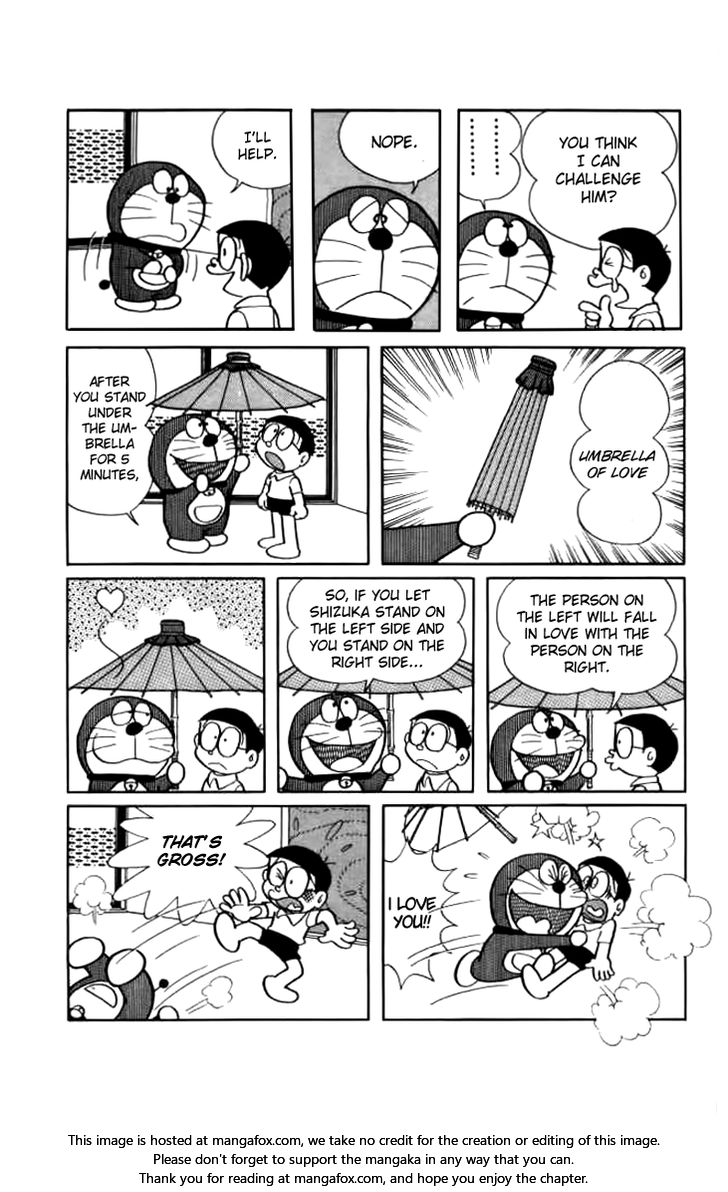 YOU THINK
I CAN
CHALLENGE
HIM?
......
......
NOPE.
I'LL
HELP.
UMBRELLA
OF LOVE
AFTER
YOU STAND
UNDER
THE UM-
BRELLA
FOR 5
MINUTES,
THE PERSON ON
THE LEFT WILL FALL
IN LOVE WITH THE
PERSON ON THE
RIGHT.
SO, IF YOU LET
SHIZUKA STAND ON
THE LEFT SIDE AND
YOU STAND ON THE
RIGHT SIDE...
I LOVE
YOU!!
THAT'S
GROSS!
This image is hosted at mangafox.com, we take no credit for the creation or editing of this image.
Please don't forget to support the mangaka in any way that you can.
Thank you for reading at mangafox.com, and hope you enjoy the chapter.